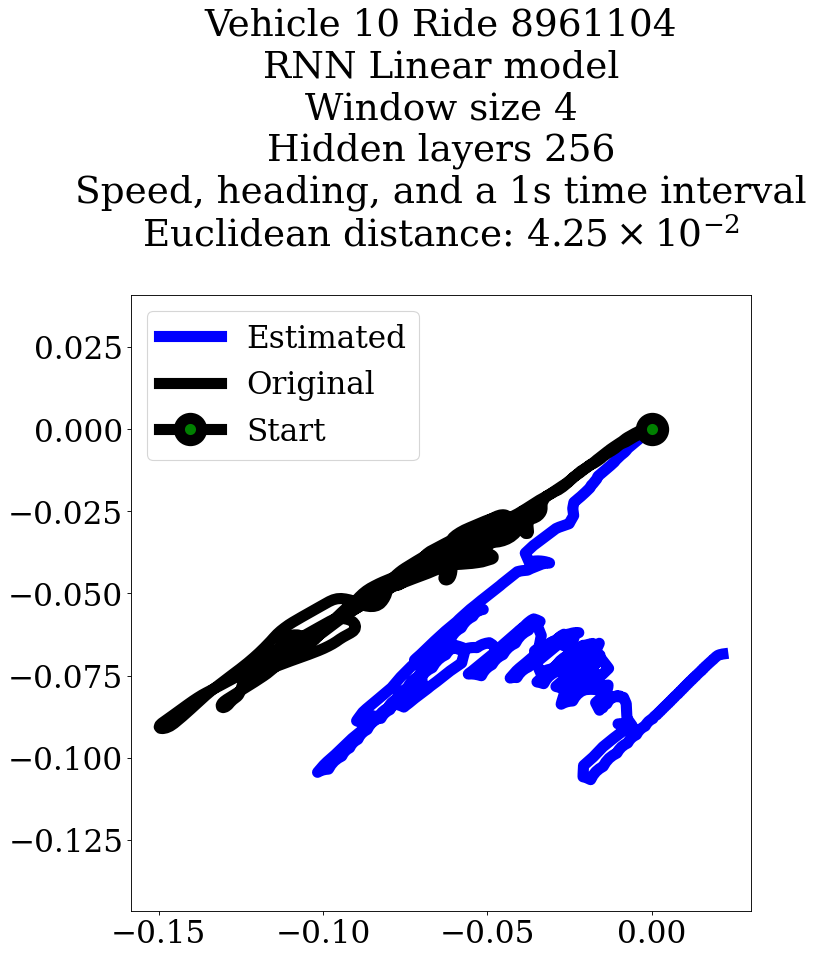 Vehicle 10 Ride 8961104
RNN Linear model
Window size 4
Hidden layers 256
Speed, heading, and a 1s time interval
Euclidean distance: 4.25 × 10⁻²
Estimated
Original
Start
0.025
0.000
−0.025
−0.050
−0.075
−0.100
−0.125
−0.15 −0.10 −0.05 0.00